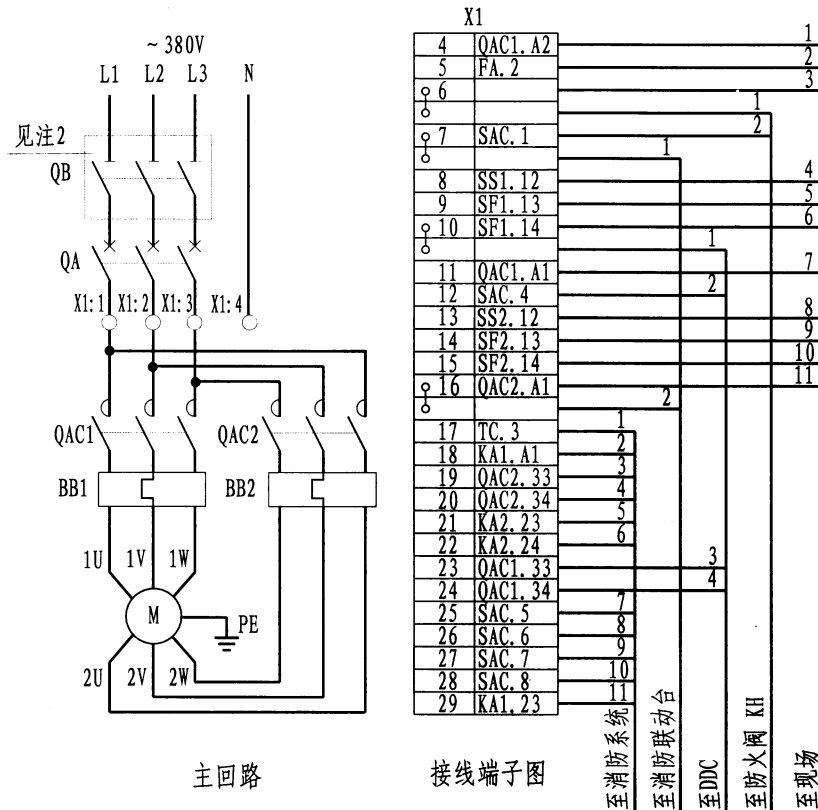 ~380V
L1 L2 L3 N
见注2
QB
QA
X1:1 X1:2 X1:3 X1:4
QAC1 QAC2
BB1 BB2
1U 1V 1W
M
PE
2U 2V 2W
主回路
X1
4 QAC1.A2 1
5 FA.2 2
6 3
1
7 SAC.1 2
1
8 SS1.12 4
9 SF1.13 5
10 SF1.14 6
1
11 QAC1.A1 7
12 SAC.4 2
13 SS2.12 8
14 SF2.13 9
15 SF2.14 10
16 QAC2.A1 11
2
17 TC.3 1
18 KA1.A1 2
19 QAC2.33 3
20 QAC2.34 4
21 KA2.23 5
22 KA2.24 6
23 QAC1.33 3
24 QAC1.34 4
25 SAC.5 7
26 SAC.6 8
27 SAC.7 9
28 SAC.8 10
29 KA1.23 11
接线端子图
至消防系统
至消防联动台
至DDC
至防火阀 KH
至现场